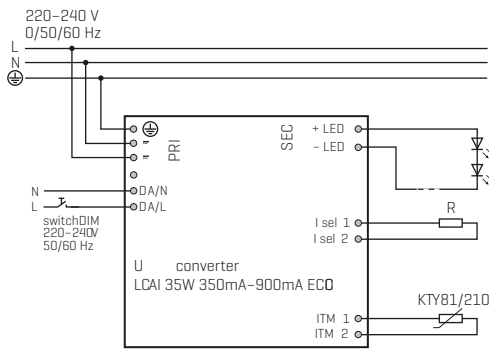 220-240 V
0/50/60 Hz
L
N
PRI
SEC
+ LED
- LED
N
DA/N
L
DA/L
switchDIM
220-240V
50/60 Hz
I sel 1
R
I sel 2
U converter
LCAI 35W 350mA-900mA ECO
KTY81/210
ITM 1
ITM 2